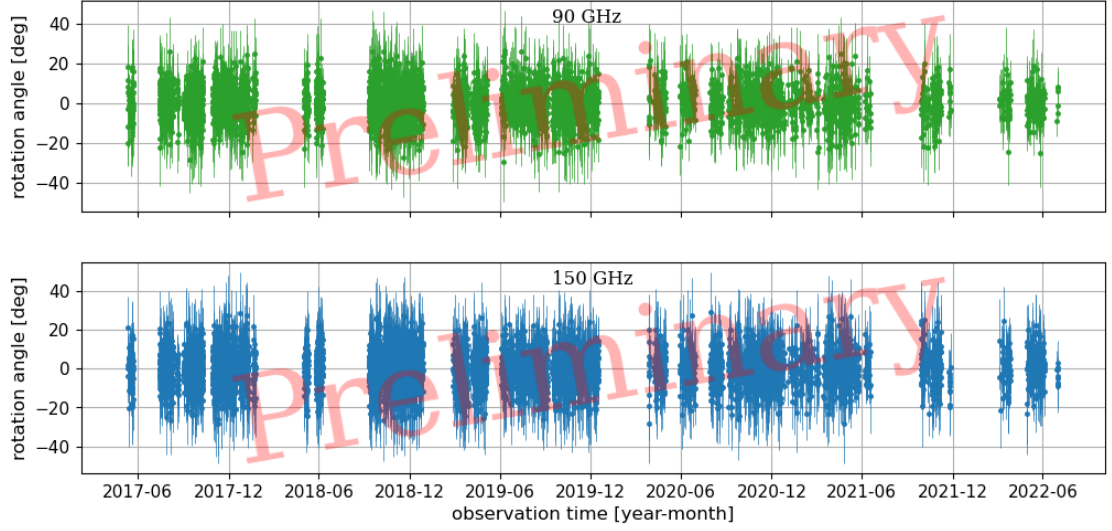 90 GHz
rotation angle [deg]
40
20
0
−20
−40
Preliminary
150 GHz
rotation angle [deg]
40
20
0
−20
−40
Preliminary
2017-06 2017-12 2018-06 2018-12 2019-06 2019-12 2020-06 2020-12 2021-06 2021-12 2022-06
observation time [year-month]